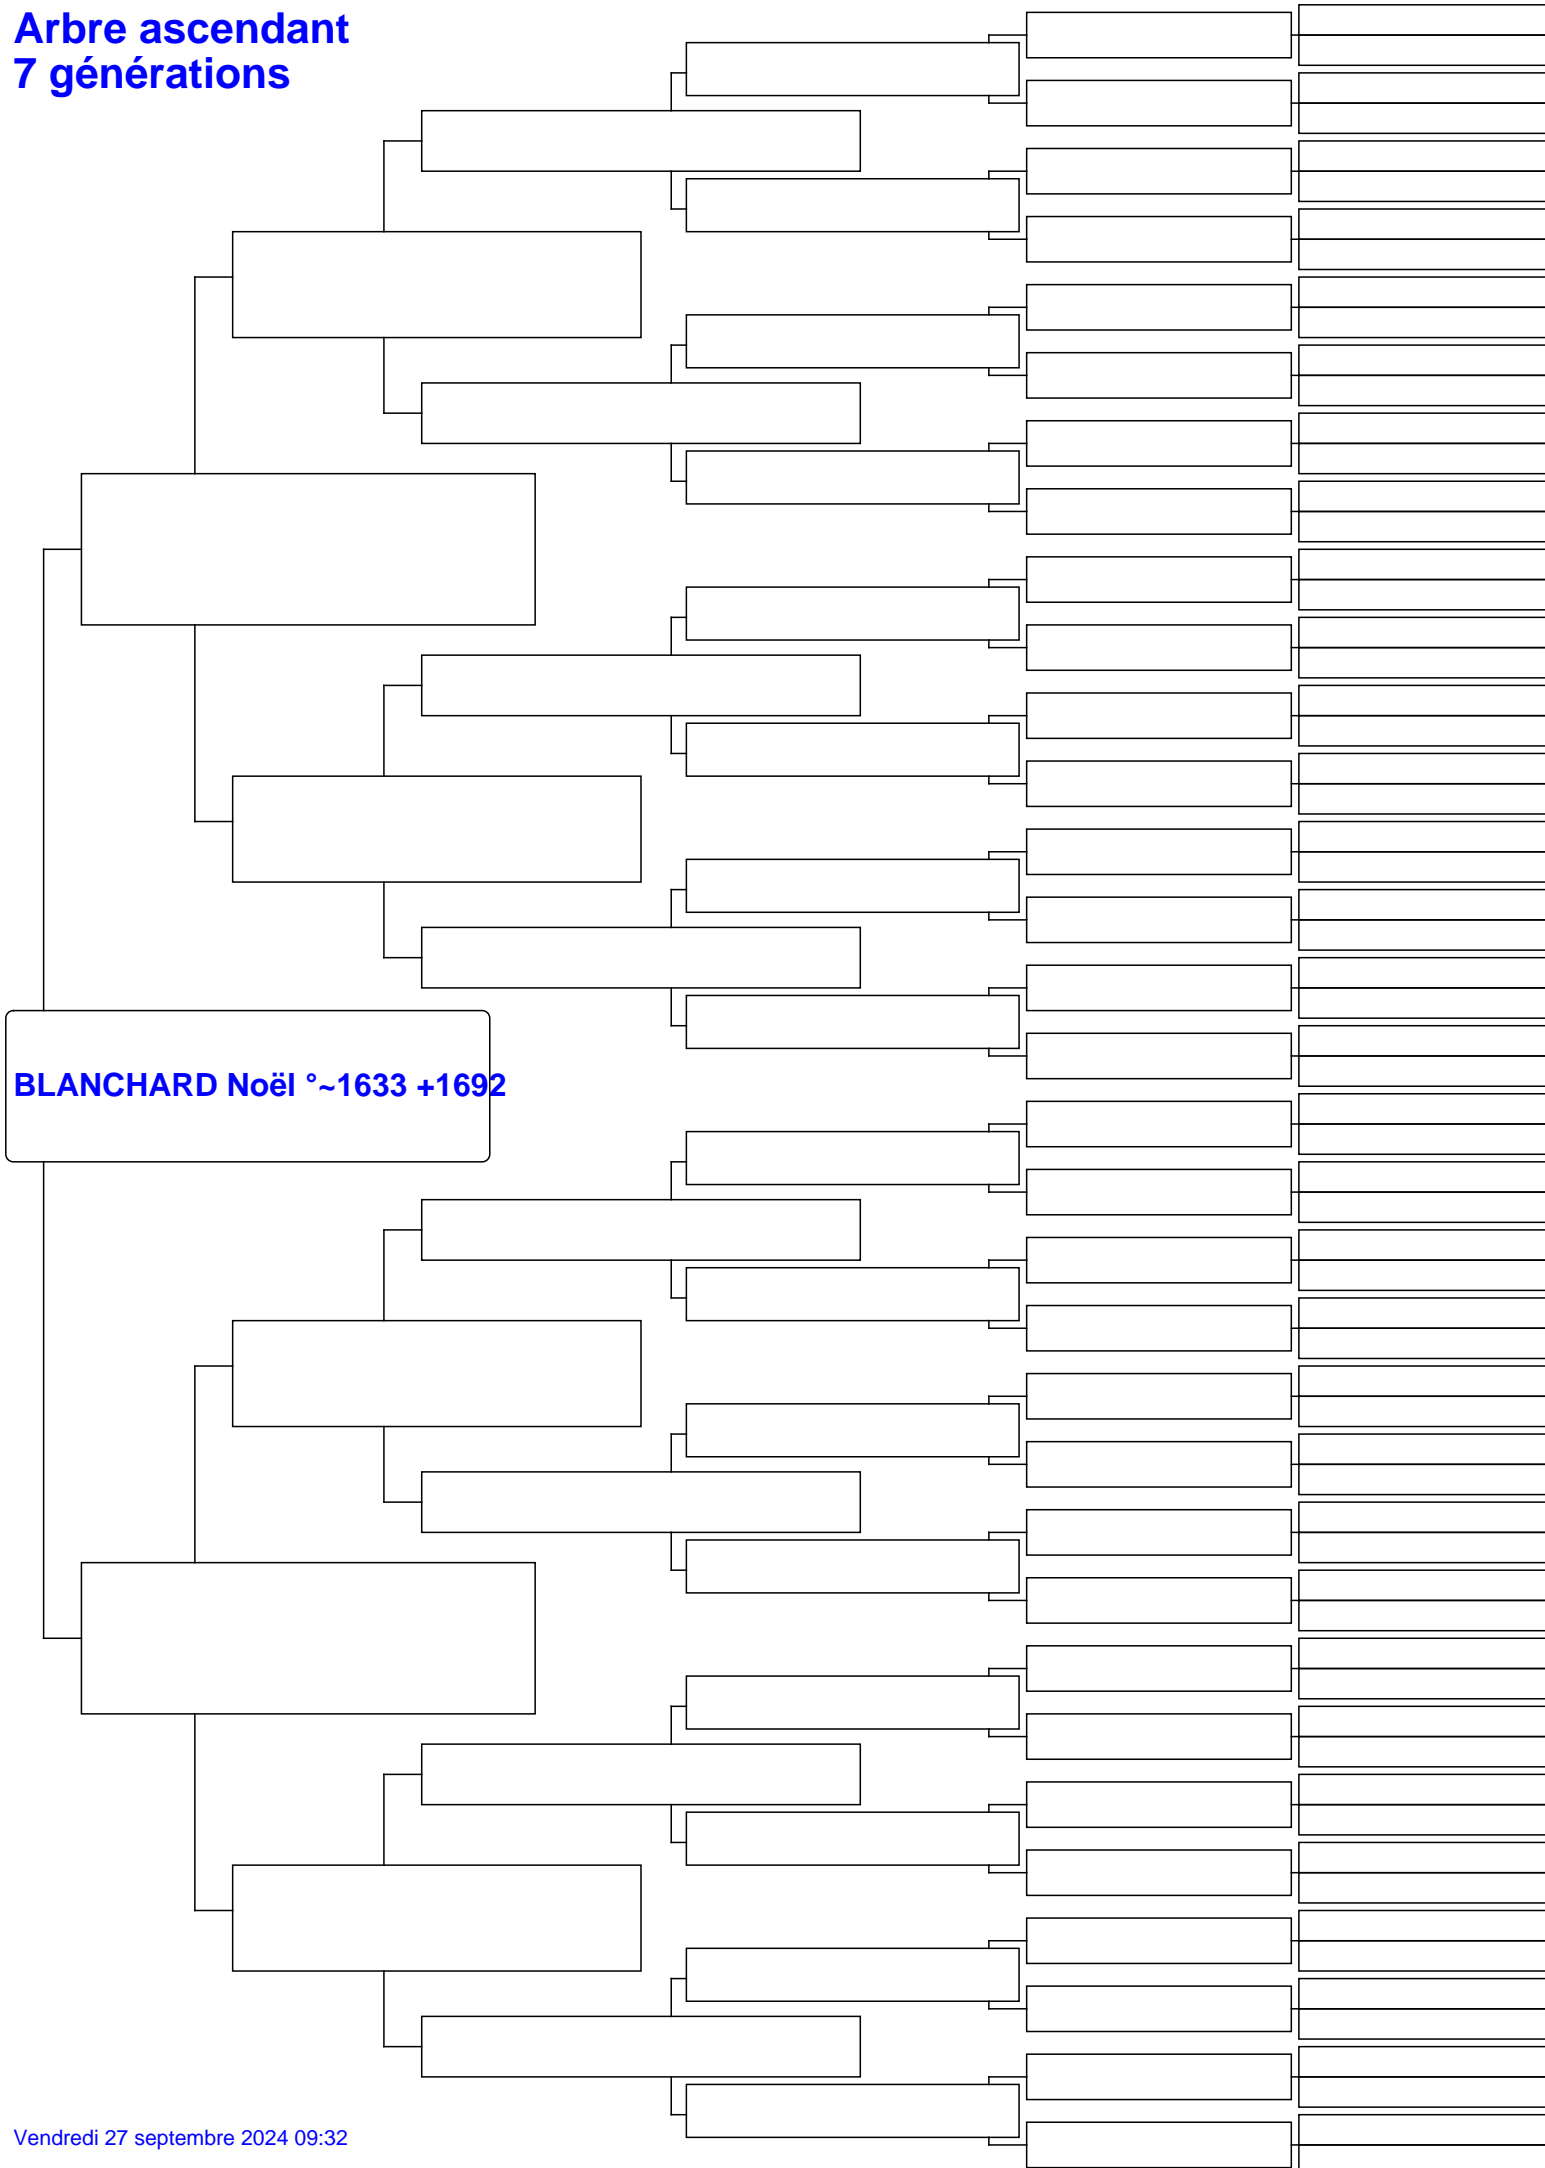 Arbre ascendant
7 générations
BLANCHARD Noël °~1633 +1692
Vendredi 27 septembre 2024 09:32